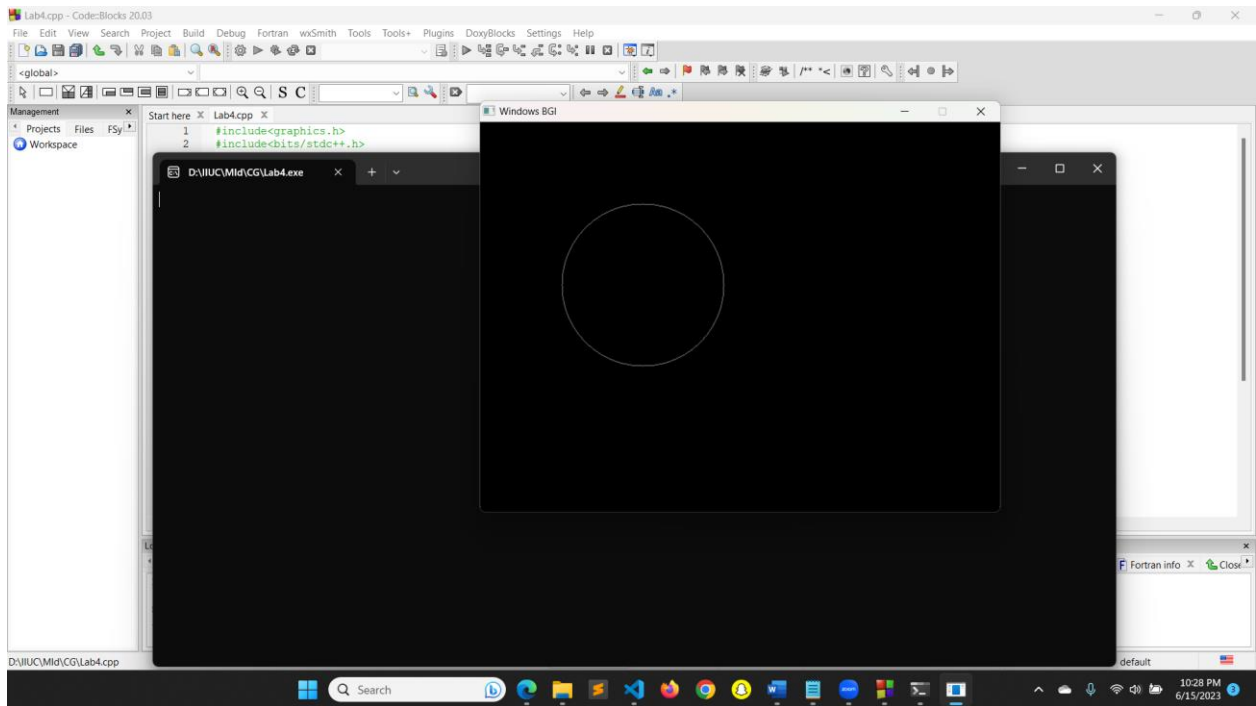 Lab4.cpp - Code::Blocks 20.03
File Edit View Search Project Build Debug Fortran wxSmith Tools Tools+ Plugins DoxyBlocks Settings Help
<global>
S C
Management
Start here X Lab4.cpp X
Projects Files FSy
Workspace
1 #include<graphics.h>
2 #include<bits/stdc++.h>
Windows BGI
D:\IIUC\MId\CG\Lab4.exe
Fortran info X Close
D:\IIUC\MId\CG\Lab4.cpp
default
Search
10:28 PM
6/15/2023